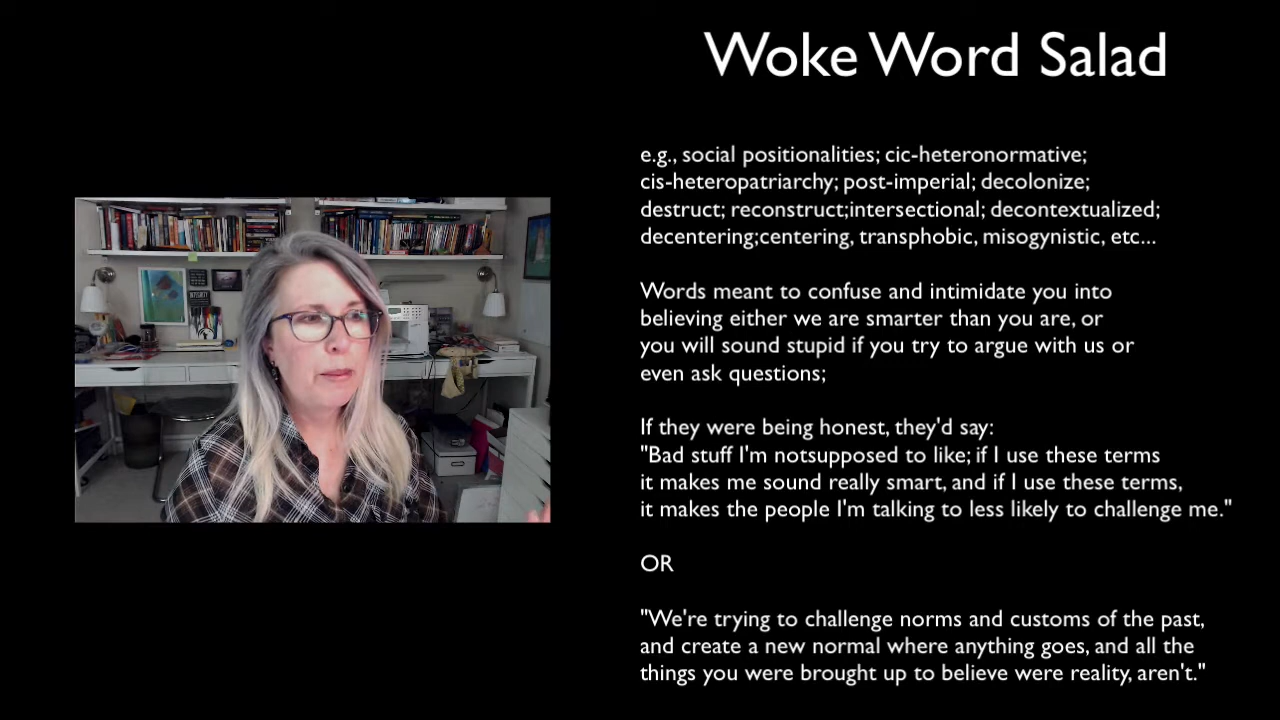 Woke Word Salad
e.g., social positionalities; cic-heteronormative;
cis-heteropatriarchy; post-imperial; decolonize;
destruct; reconstruct;intersectional; decontextualized;
decentering;centering, transphobic, misogynistic, etc...
Words meant to confuse and intimidate you into
believing either we are smarter than you are, or
you will sound stupid if you try to argue with us or
even ask questions;
If they were being honest, they'd say:
"Bad stuff I'm notsupposed to like; if I use these terms
it makes me sound really smart, and if I use these terms,
it makes the people I'm talking to less likely to challenge me."
OR
"We're trying to challenge norms and customs of the past,
and create a new normal where anything goes, and all the
things you were brought up to believe were reality, aren't."